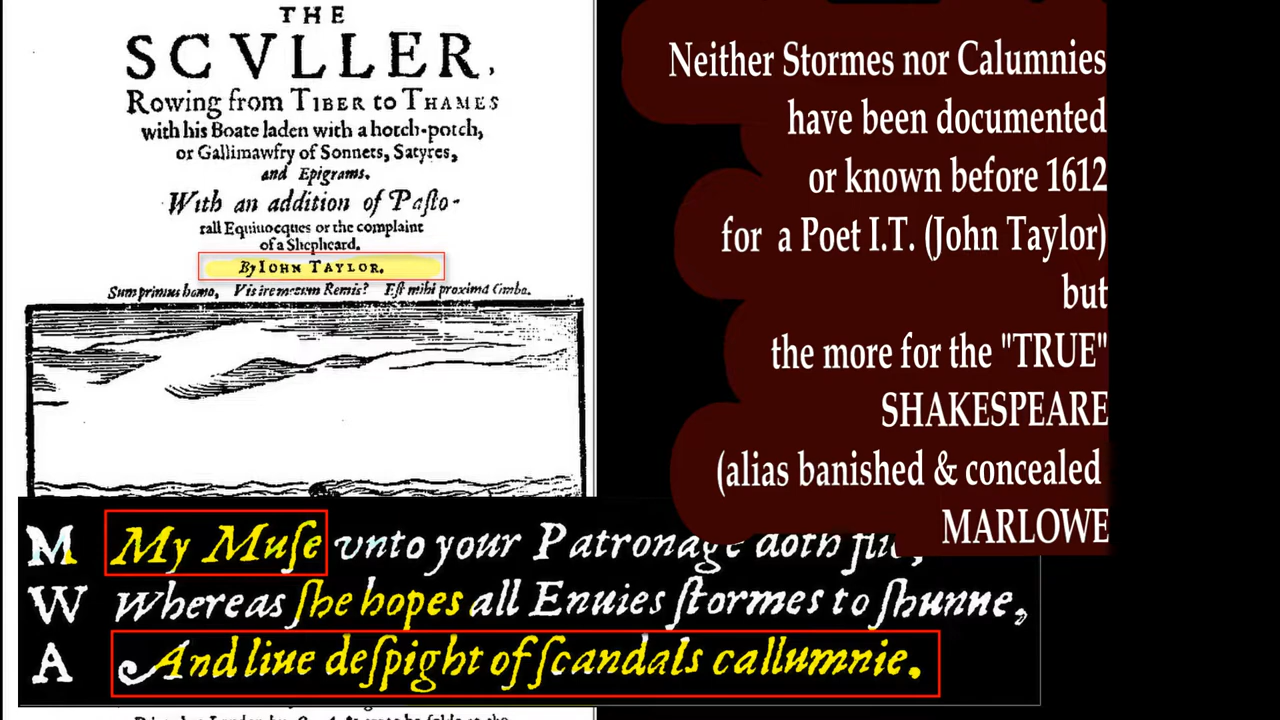 THE
SCVLLER,
Rowing from TIBER to THAMES
with his Boate laden with a hotch-potch,
or Gallimawfry of Sonnets, Satyres,
and Epigrams.
With an addition of Paſto-
rall Equiuocques or the complaint
of a Shepheard.
By IOHN TAYLOR.
Sum primus homo, Vis ire mecum Remis? Eſt mihi proxima Cimba.
Neither Stormes nor Calumnies
have been documented
or known before 1612
for a Poet I.T. (John Taylor)
but
the more for the "TRUE"
SHAKESPEARE
(alias banished & concealed
MARLOWE
M My Muſe vnto your Patronage doth flie,
W Whereas ſhe hopes all Enuies ſtormes to ſhunne,
A And liue deſpight of ſcandals callumnie.